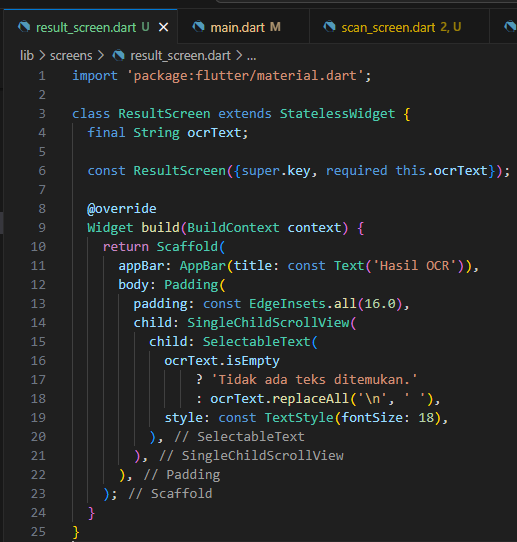 result_screen.dart U
main.dart M
scan_screen.dart 2, U
lib > screens > result_screen.dart > ...
1 import 'package:flutter/material.dart';
2
3 class ResultScreen extends StatelessWidget {
4   final String ocrText;
5
6   const ResultScreen({super.key, required this.ocrText});
7
8   @override
9   Widget build(BuildContext context) {
10     return Scaffold(
11       appBar: AppBar(title: const Text('Hasil OCR')),
12       body: Padding(
13         padding: const EdgeInsets.all(16.0),
14         child: SingleChildScrollView(
15           child: SelectableText(
16             ocrText.isEmpty
17                 ? 'Tidak ada teks ditemukan.'
18                 : ocrText.replaceAll('\n', ' '),
19             style: const TextStyle(fontSize: 18),
20           ), // SelectableText
21         ), // SingleChildScrollView
22       ), // Padding
23     ); // Scaffold
24   }
25 }